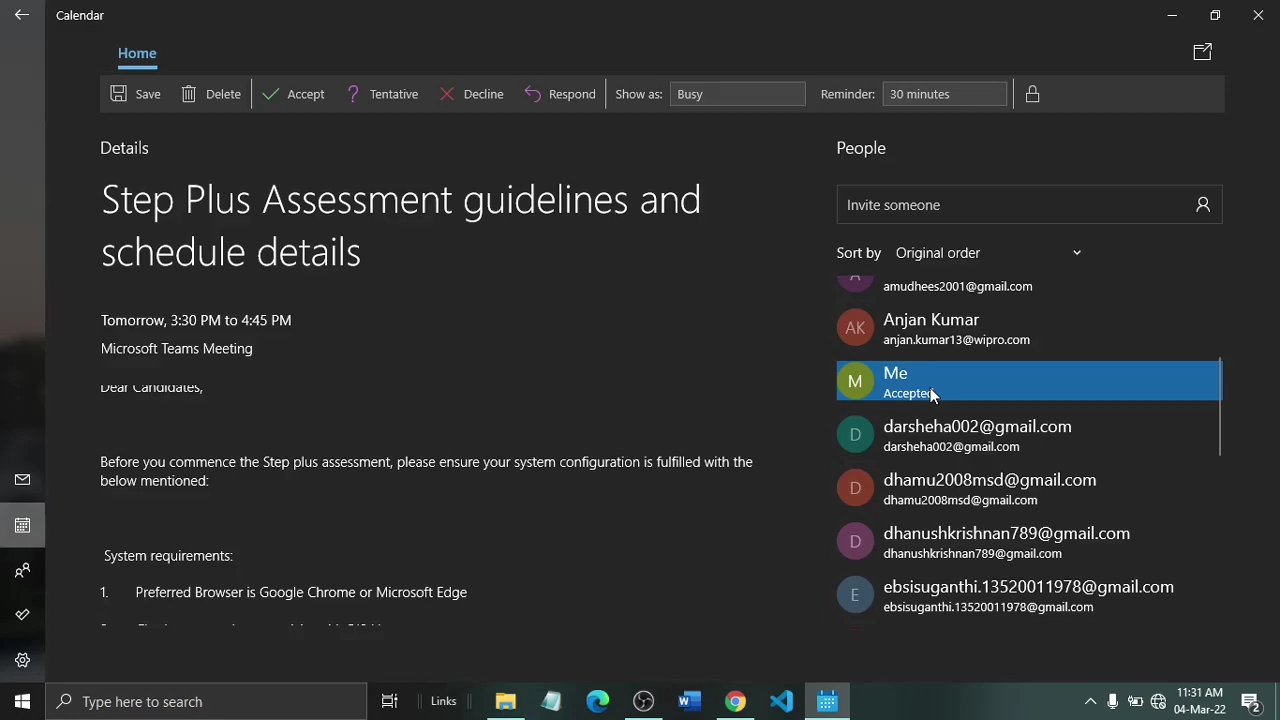 Calendar
Home
Save Delete Accept Tentative Decline Respond Show as: Busy Reminder: 30 minutes
Details
Step Plus Assessment guidelines and
schedule details
Tomorrow, 3:30 PM to 4:45 PM
Microsoft Teams Meeting
Dear Candidates,
Before you commence the Step plus assessment, please ensure your system configuration is fulfilled with the
below mentioned:
System requirements:
1. Preferred Browser is Google Chrome or Microsoft Edge
People
Invite someone
Sort by Original order
A
amudhees2001@gmail.com
AK
Anjan Kumar
anjan.kumar13@wipro.com
M
Me
Accepted
D
darsheha002@gmail.com
darsheha002@gmail.com
D
dhamu2008msd@gmail.com
dhamu2008msd@gmail.com
D
dhanushkrishnan789@gmail.com
dhanushkrishnan789@gmail.com
E
ebsisuganthi.13520011978@gmail.com
ebsisuganthi.13520011978@gmail.com
Type here to search
Links
11:31 AM
04-Mar-22
2